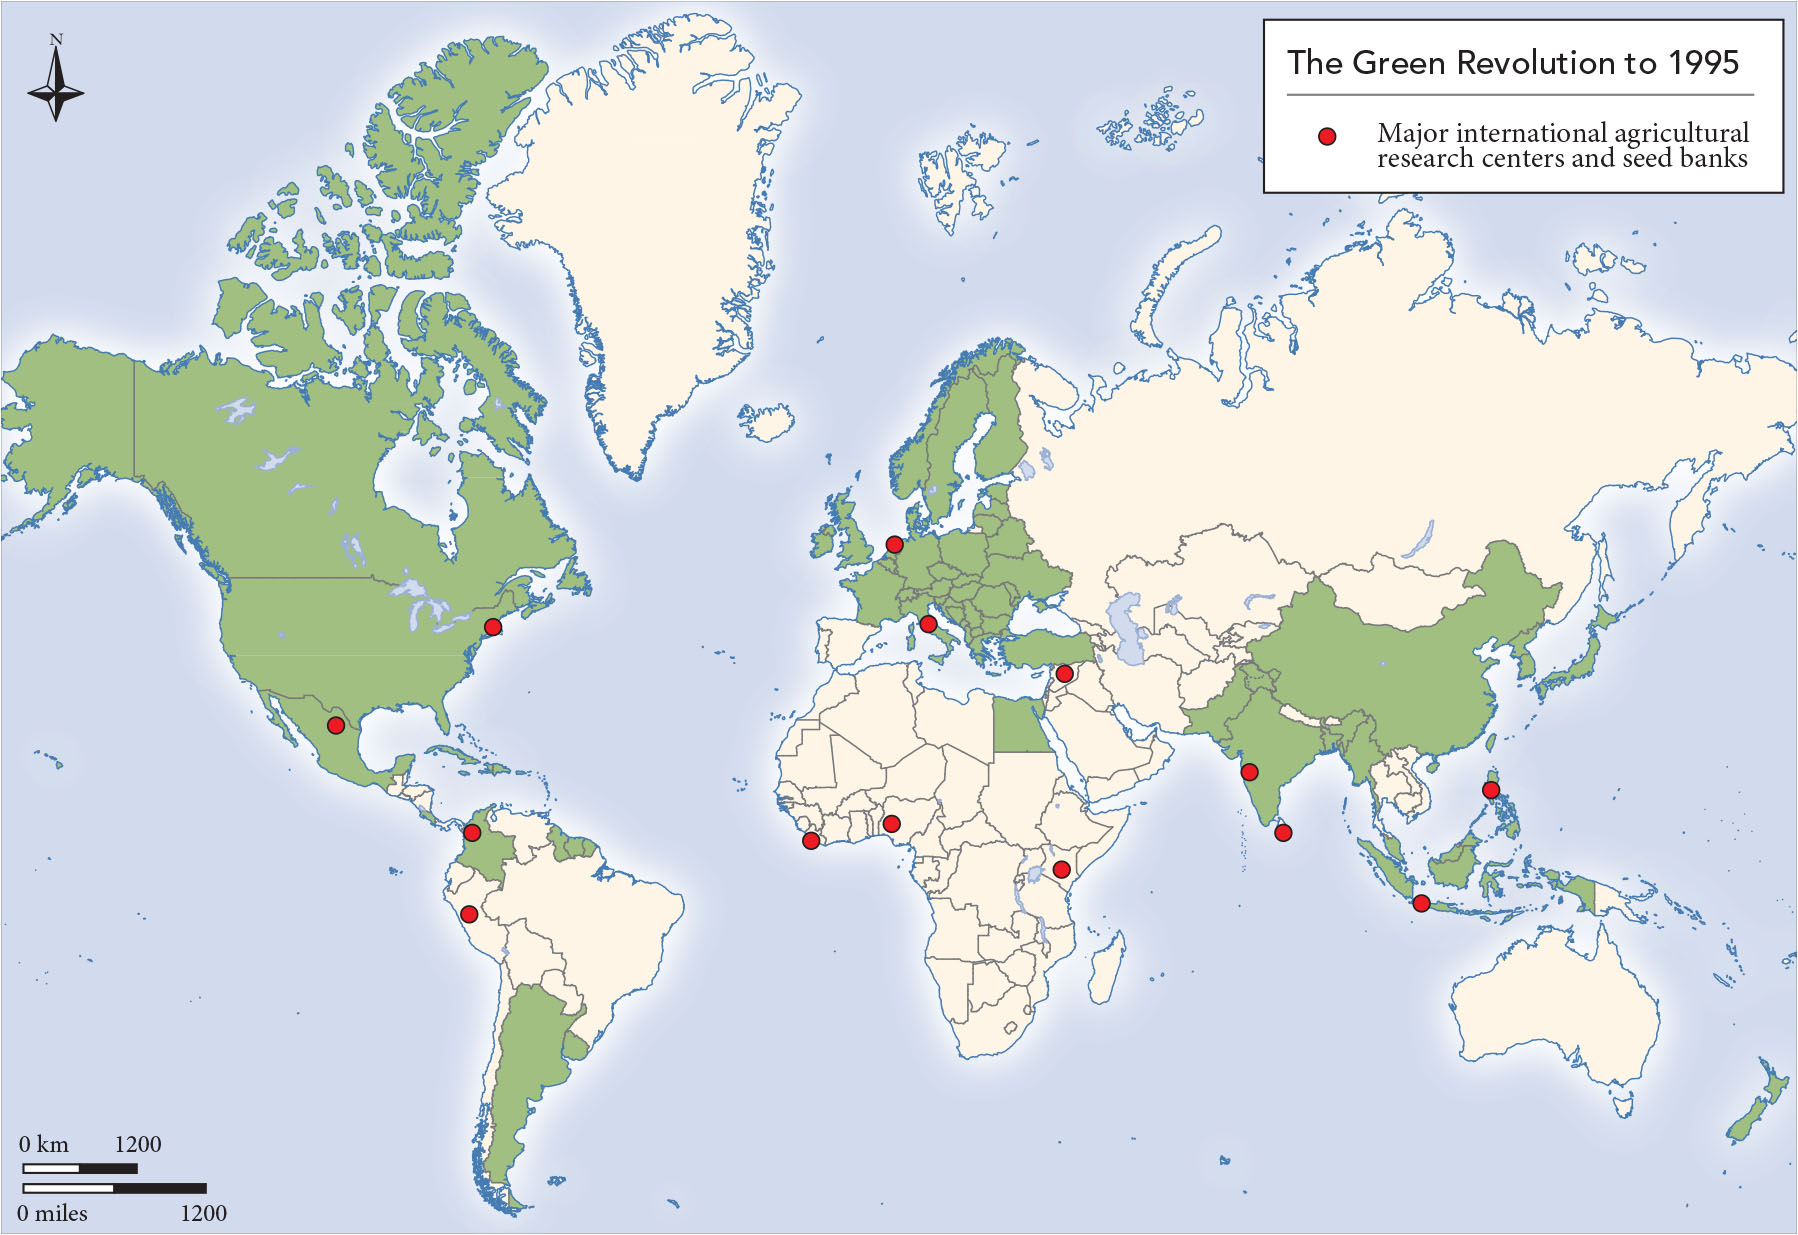 N
The Green Revolution to 1995
Major international agricultural
research centers and seed banks
0 km 1200
0 miles 1200